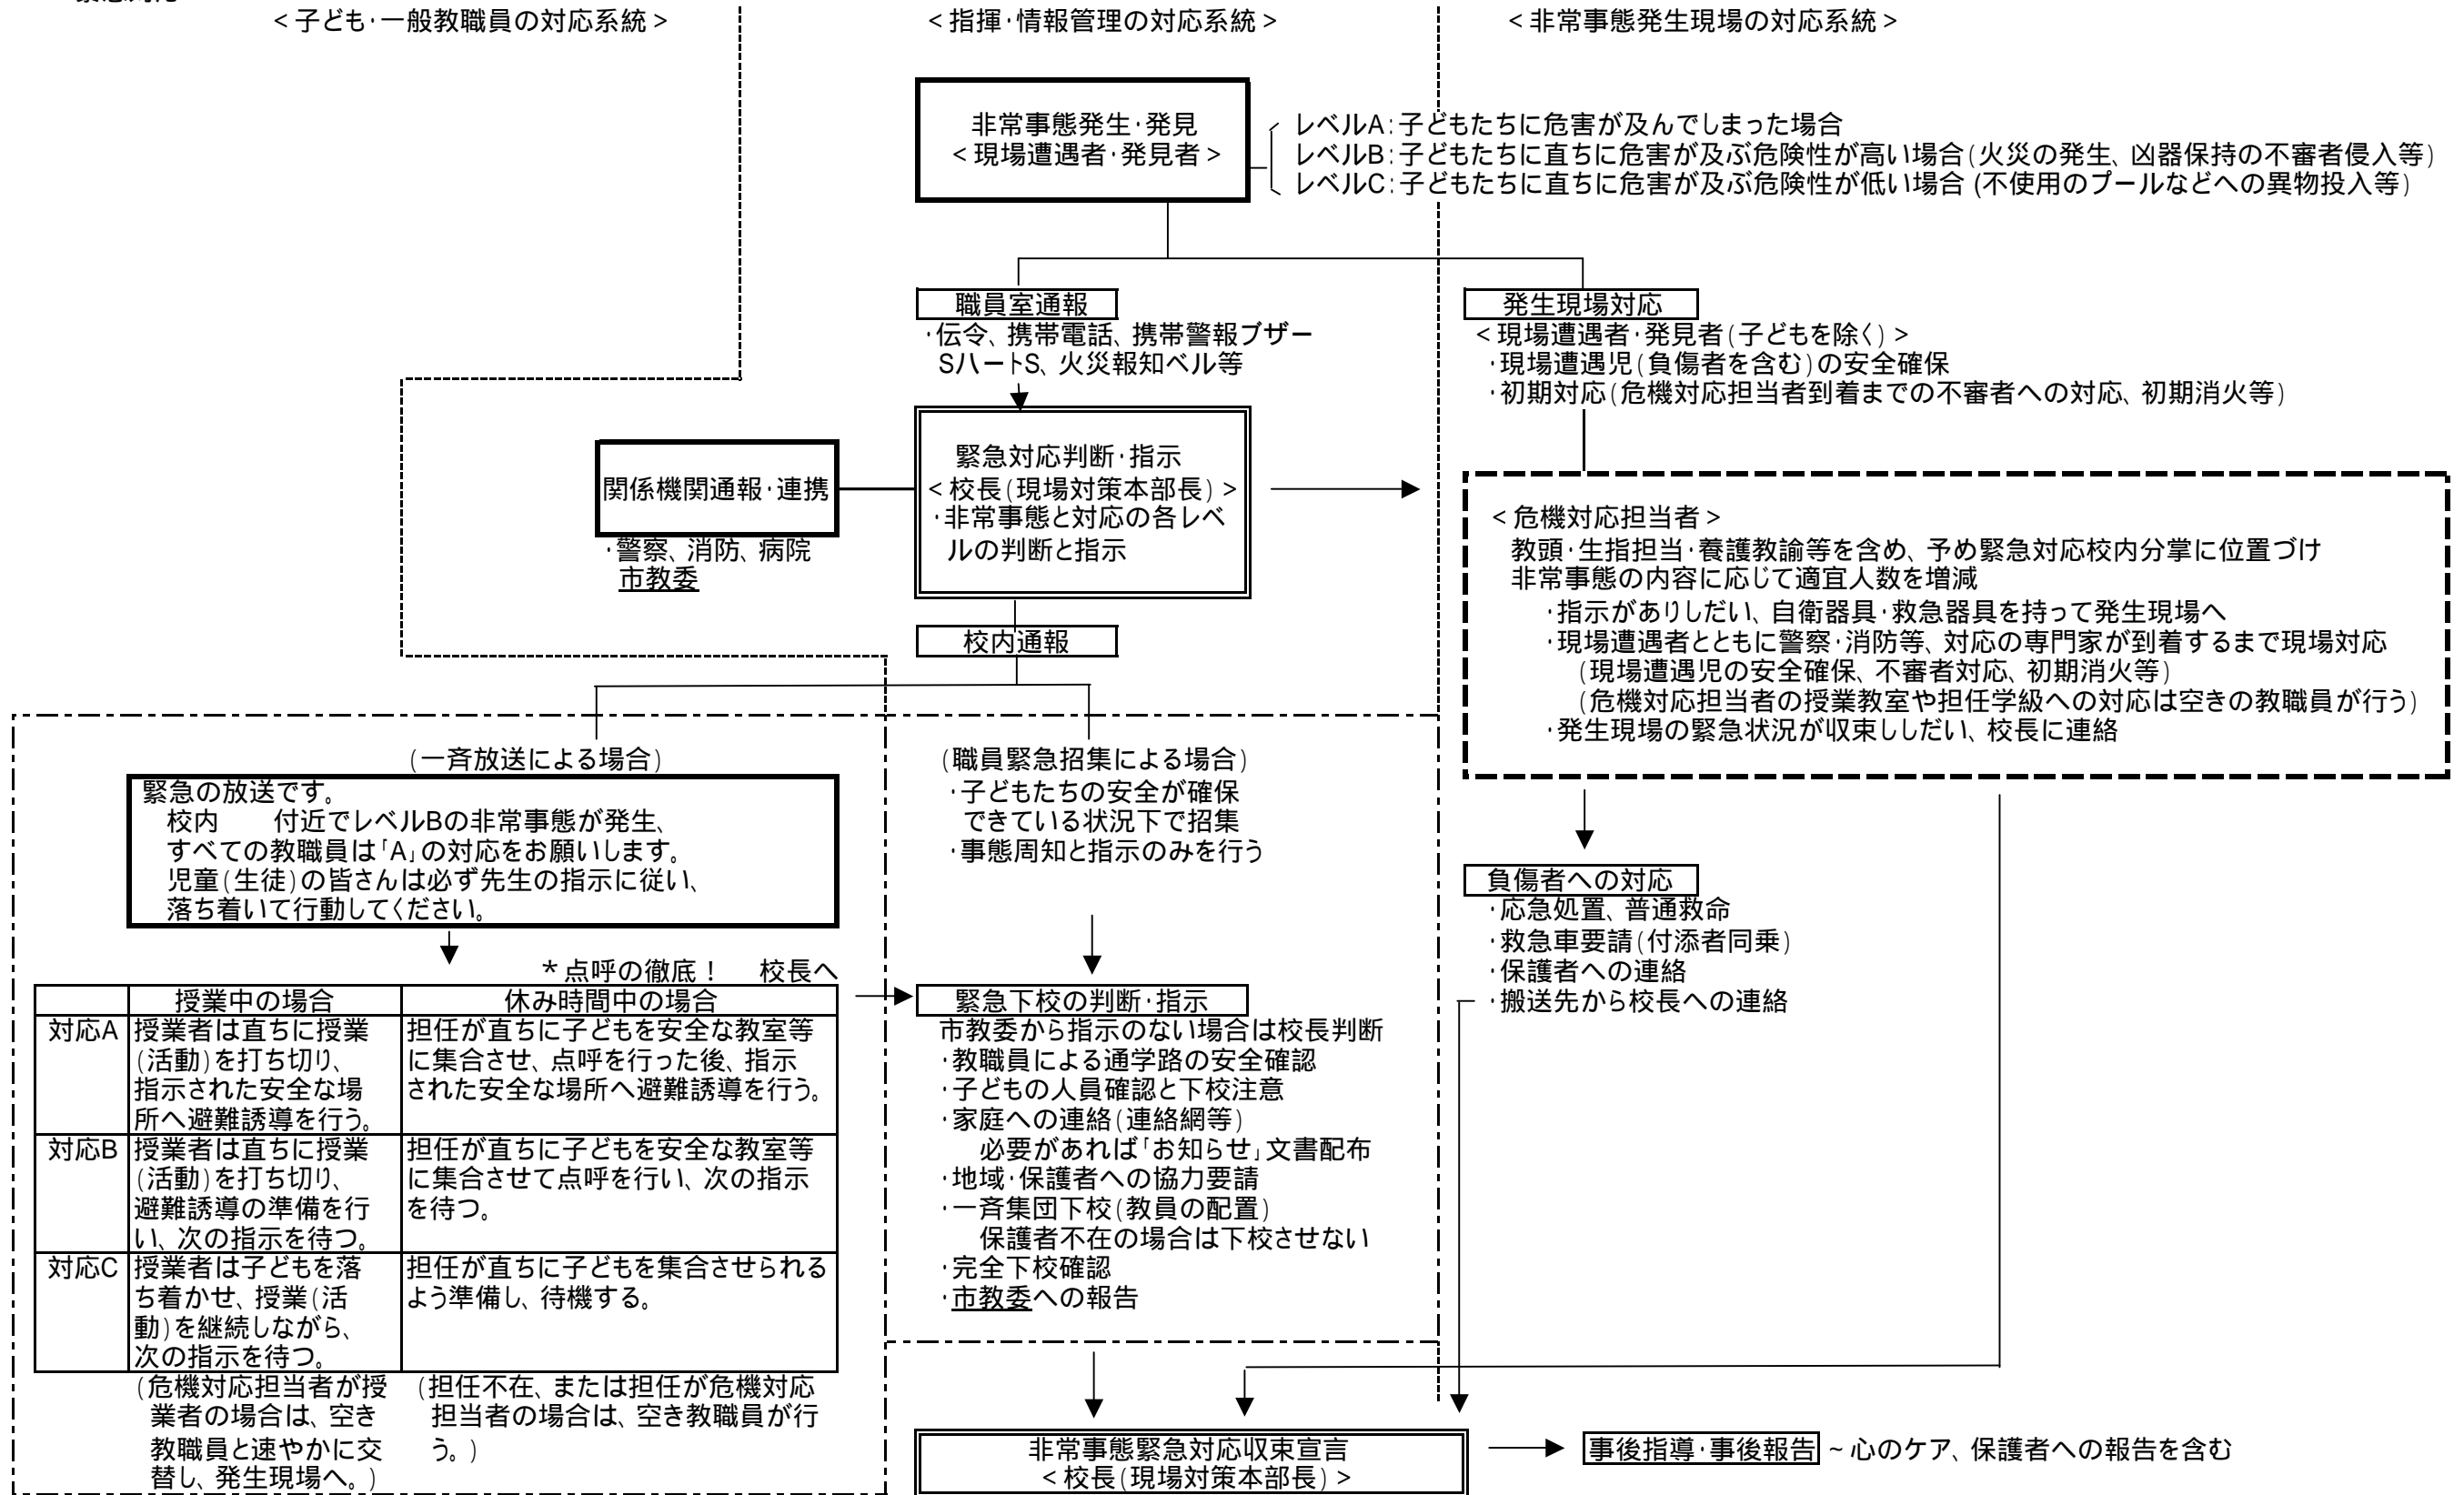 <子ども・一般教職員の対応系統>
<指揮・情報管理の対応系統>
<非常事態発生現場の対応系統>
非常事態発生・発見
<現場遭遇者・発見者>
レベルA:子どもたちに危害が及んでしまった場合
レベルB:子どもたちに直ちに危害が及ぶ危険性が高い場合(火災の発生、凶器保持の不審者侵入等)
レベルC:子どもたちに直ちに危害が及ぶ危険性が低い場合(不使用のプールなどへの異物投入等)
職員室通報
・伝令、携帯電話、携帯警報ブザー
SハートS、火災報知ベル等
発生現場対応
<現場遭遇者・発見者(子どもを除く)>
・現場遭遇児(負傷者を含む)の安全確保
・初期対応(危機対応担当者到着までの不審者への対応、初期消火等)
関係機関通報・連携
・警察、消防、病院
市教委
緊急対応判断・指示
<校長(現場対策本部長)>
・非常事態と対応の各レベ
ルの判断と指示
校内通報
<危機対応担当者>
教頭・生指担当・養護教諭等を含め、予め緊急対応校内分掌に位置づけ
非常事態の内容に応じて適宜人数を増減
・指示がありしだい、自衛器具・救急器具を持って発生現場へ
・現場遭遇者とともに警察・消防等、対応の専門家が到着するまで現場対応
(現場遭遇児の安全確保、不審者対応、初期消火等)
(危機対応担当者の授業教室や担任学級への対応は空きの教職員が行う)
・発生現場の緊急状況が収束ししだい、校長に連絡
(一斉放送による場合)
緊急の放送です。
校内　　付近でレベルBの非常事態が発生、
すべての教職員は「A」の対応をお願いします。
児童(生徒)の皆さんは必ず先生の指示に従い、
落ち着いて行動してください。
(職員緊急招集による場合)
・子どもたちの安全が確保
できている状況下で招集
・事態周知と指示のみを行う
負傷者への対応
・応急処置、普通救命
・救急車要請(付添者同乗)
・保護者への連絡
・搬送先から校長への連絡
*点呼の徹底!　校長へ
授業中の場合
休み時間中の場合
対応A
授業者は直ちに授業
(活動)を打ち切り、
指示された安全な場
所へ避難誘導を行う。
担任が直ちに子どもを安全な教室等
に集合させ、点呼を行った後、指示
された安全な場所へ避難誘導を行う。
対応B
授業者は直ちに授業
(活動)を打ち切り、
避難誘導の準備を行
い、次の指示を待つ。
担任が直ちに子どもを安全な教室等
に集合させて点呼を行い、次の指示
を待つ。
対応C
授業者は子どもを落
ち着かせ、授業(活
動)を継続しながら、
次の指示を待つ。
担任が直ちに子どもを集合させられる
よう準備し、待機する。
(危機対応担当者が授
業者の場合は、空き
教職員と速やかに交
替し、発生現場へ。)
(担任不在、または担任が危機対応
担当者の場合は、空き教職員が行
う。)
緊急下校の判断・指示
市教委から指示のない場合は校長判断
・教職員による通学路の安全確認
・子どもの人員確認と下校注意
・家庭への連絡(連絡網等)
必要があれば「お知らせ」文書配布
・地域・保護者への協力要請
・一斉集団下校(教員の配置)
保護者不在の場合は下校させない
・完全下校確認
・市教委への報告
非常事態緊急対応収束宣言
<校長(現場対策本部長)>
事後指導・事後報告 ~心のケア、保護者への報告を含む